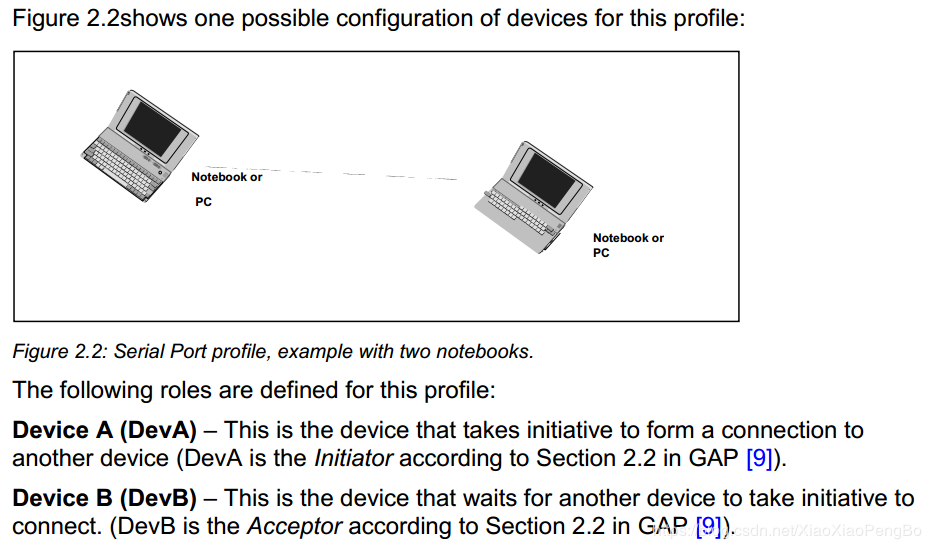 Figure 2.2shows one possible configuration of devices for this profile:
Notebook or
PC
Notebook or
PC
Figure 2.2: Serial Port profile, example with two notebooks.
The following roles are defined for this profile:
Device A (DevA) – This is the device that takes initiative to form a connection to
another device (DevA is the Initiator according to Section 2.2 in GAP [9]).
Device B (DevB) – This is the device that waits for another device to take initiative to
connect. (DevB is the Acceptor according to Section 2.2 in GAP [9]).
csdn.net/XiaoXiaoPengBo